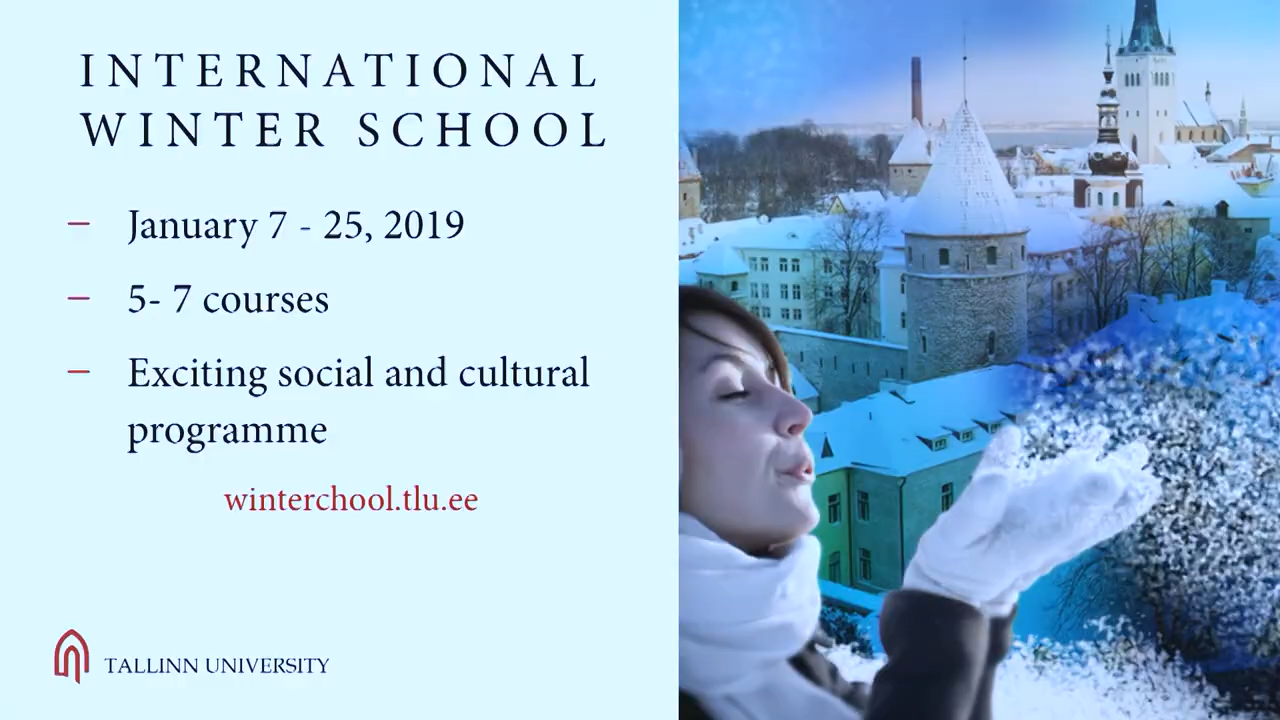 INTERNATIONAL
WINTER SCHOOL
– January 7 - 25, 2019
– 5- 7 courses
– Exciting social and cultural
programme
winterchool.tlu.ee
TALLINN UNIVERSITY